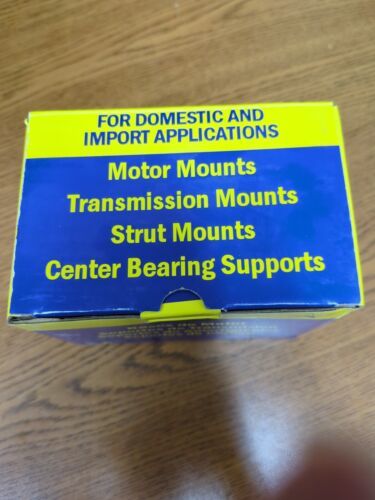 FOR DOMESTIC AND
IMPORT APPLICATIONS
Motor Mounts
Transmission Mounts
Strut Mounts
Center Bearing Supports